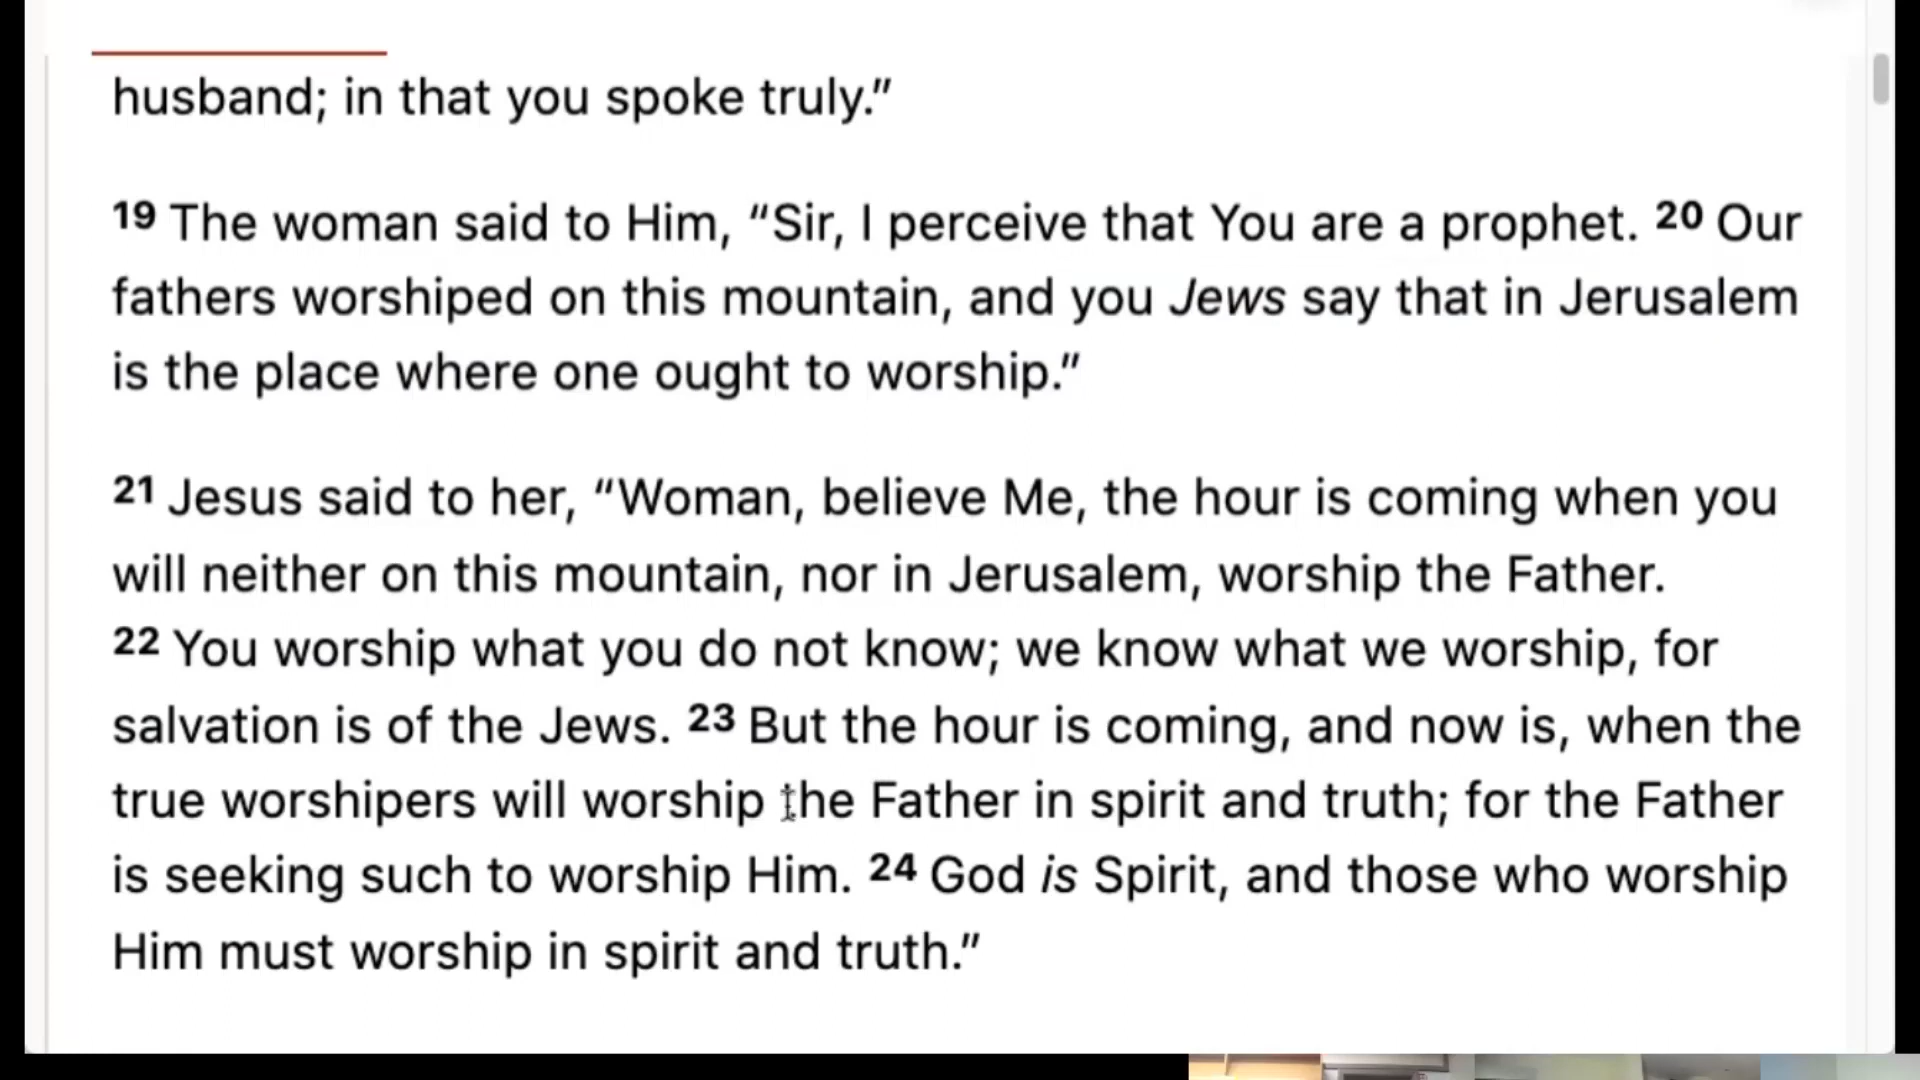 husband; in that you spoke truly.”
19 The woman said to Him, “Sir, I perceive that You are a prophet. 20 Our
fathers worshiped on this mountain, and you Jews say that in Jerusalem
is the place where one ought to worship.”
21 Jesus said to her, “Woman, believe Me, the hour is coming when you
will neither on this mountain, nor in Jerusalem, worship the Father.
22 You worship what you do not know; we know what we worship, for
salvation is of the Jews. 23 But the hour is coming, and now is, when the
true worshipers will worship the Father in spirit and truth; for the Father
is seeking such to worship Him. 24 God is Spirit, and those who worship
Him must worship in spirit and truth.”